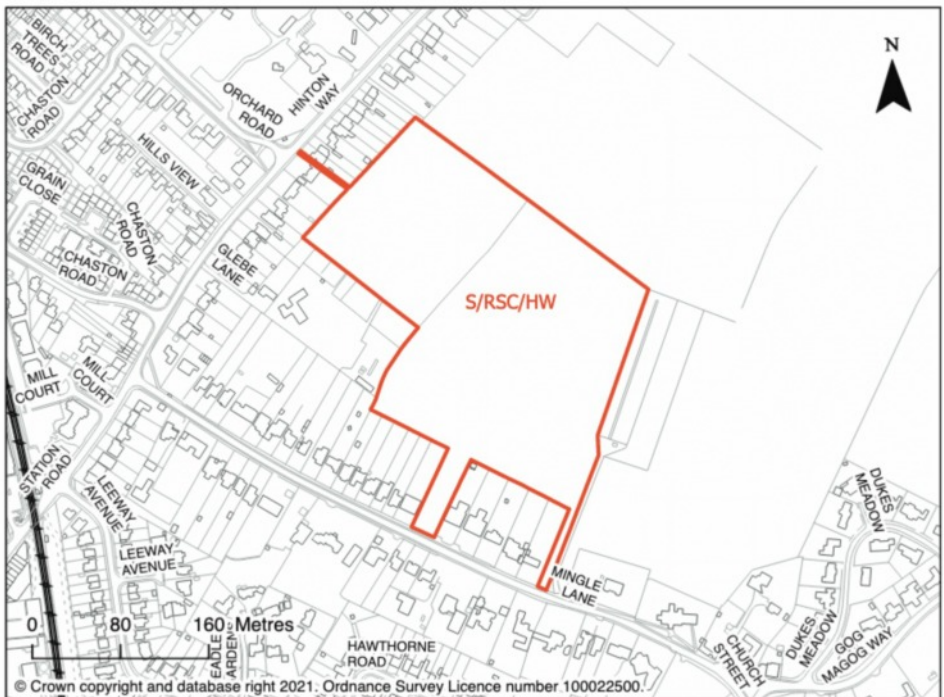 BIRCH
TREES
ROAD
CHASTON
ROAD
ORCHARD
ROAD
HINTON
WAY
N
HILLS VIEW
GRAIN
CLOSE
CHASTON
ROAD
CHASTON
ROAD
GLEBE
LANE
S/RSC/HW
MILL
COURT
MILL
COURT
STATION
ROAD
LEEWAY
AVENUE
LEEWAY
AVENUE
MINGLE
LANE
DUKES
MEADOW
DUKES
MEADOW
GOG
MAGOG WAY
CHURCH
STREET
HAWTHORNE
ROAD
0 80 160 Metres
© Crown copyright and database right 2021. Ordnance Survey Licence number 100022500.